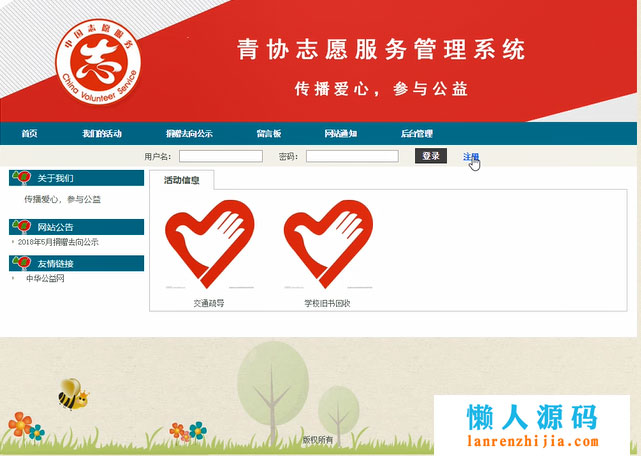 中国志愿服务
China Volunteer Service
青协志愿服务管理系统
传播爱心，参与公益
首页 我们的活动 捐赠去向公示 留言板 网站通知 后台管理
用户名： 密码： 登录 注册
关于我们
传播爱心，参与公益
网站公告
2018年5月捐赠去向公示
友情链接
中华公益网
活动信息
交通疏导 学校旧书回收
版权所有
懒人源码
lanrenzhijia.com